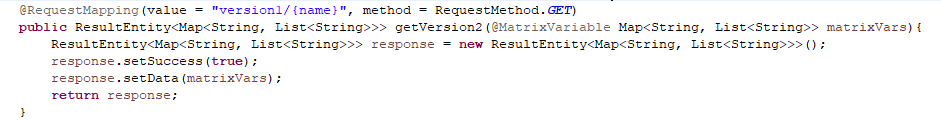 @RequestMapping(value = "version1/{name}", method = RequestMethod.GET)
public ResultEntity<Map<String, List<String>>> getVersion2(@MatrixVariable Map<String, List<String>> matrixVars){
ResultEntity<Map<String, List<String>>> response = new ResultEntity<Map<String, List<String>>>();
response.setSuccess(true);
response.setData(matrixVars);
return response;
}